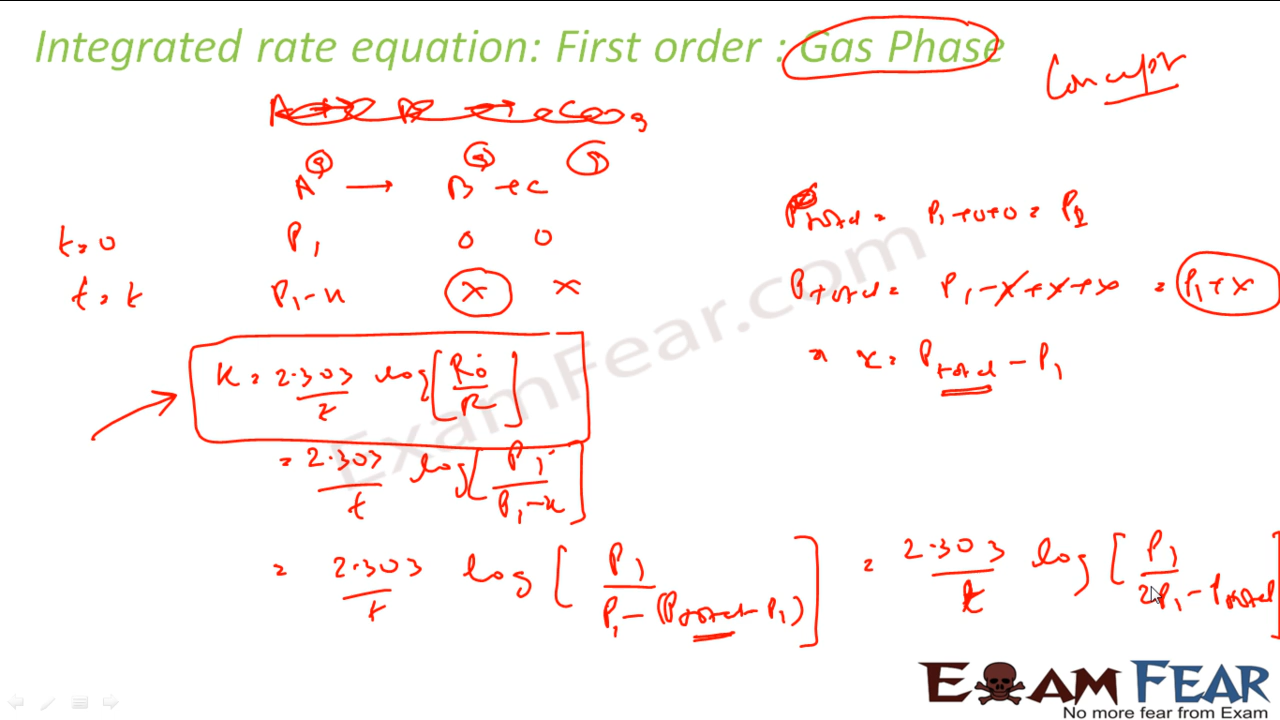 Integrated rate equation: First order : Gas Phase
Concept
A(g) → B(g) + C(g)
t=0 P₁ 0 0
t=t P₁-x x x
Ptotal = P₁+0+0 = P₁
Ptotal = P₁-x+x+x = P₁+x
x = Ptotal - P₁
K = 2.303/t log[R₀/R]
= 2.303/t log[P₁/P₁-x]
= 2.303/t log[P₁/P₁-(Ptotal-P₁)] = 2.303/t log[P₁/2P₁-Ptotal]
ExamFear.com
EXAM FEAR
No more fear from Exam